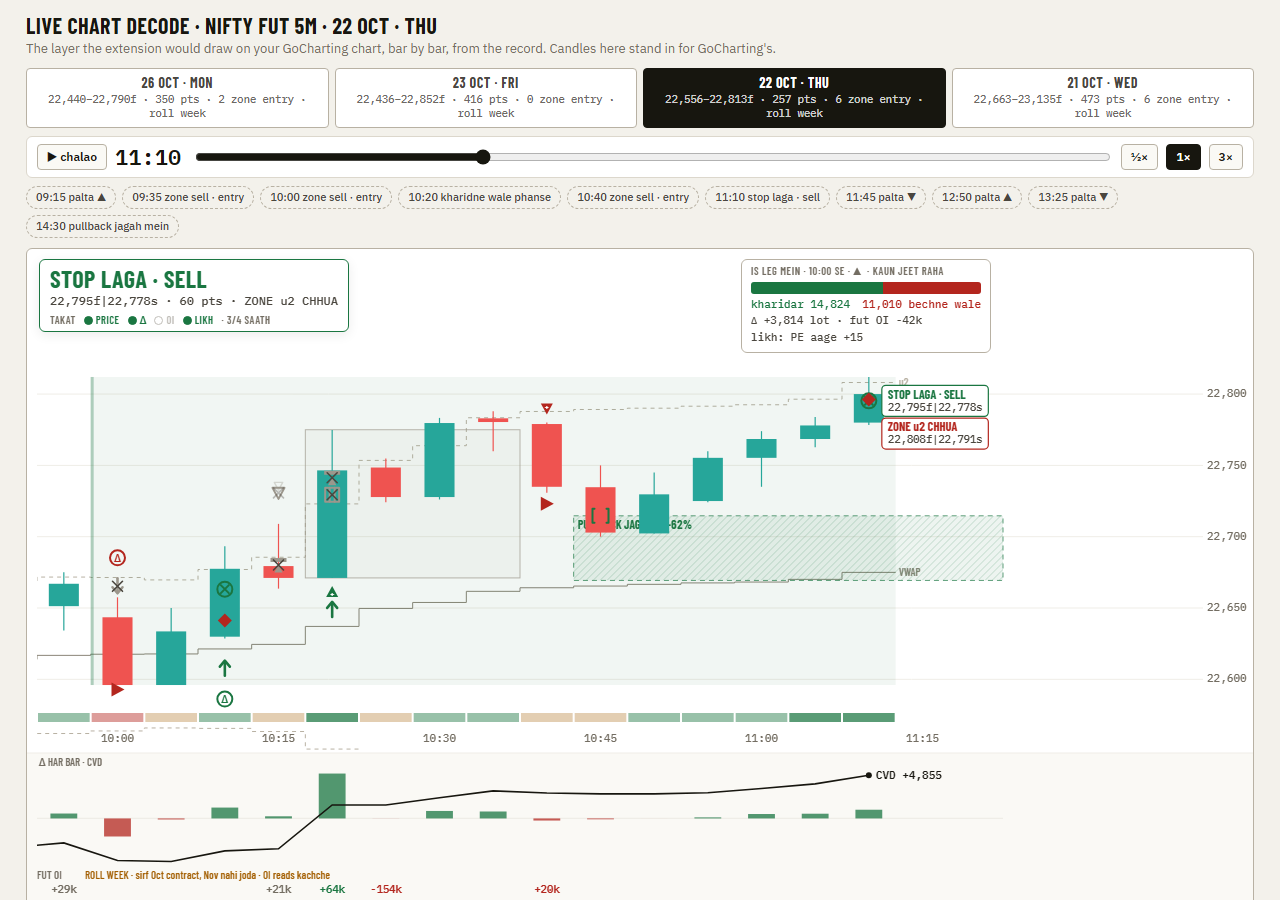 LIVE CHART DECODE · NIFTY FUT 5M · 22 OCT · THU
The layer the extension would draw on your GoCharting chart, bar by bar, from the record. Candles here stand in for GoCharting's.
26 OCT · MON
22,440–22,790f · 350 pts · 2 zone entry ·
roll week
23 OCT · FRI
22,436–22,852f · 416 pts · 0 zone entry ·
roll week
22 OCT · THU
22,556–22,813f · 257 pts · 6 zone entry ·
roll week
21 OCT · WED
22,663–23,135f · 473 pts · 6 zone entry ·
roll week
▶ chalao 11:10 ½× 1× 3×
09:15 palta ▲ 09:35 zone sell · entry 10:00 zone sell · entry 10:20 kharidne wale phanse 10:40 zone sell · entry 11:10 stop laga · sell 11:45 palta ▼ 12:50 palta ▲ 13:25 palta ▼
14:30 pullback jagah mein
STOP LAGA · SELL
22,795f|22,778s · 60 pts · ZONE u2 CHHUA
TAKAT PRICE Δ OI LIKH · 3/4 SAATH
IS LEG MEIN · 10:00 SE · ▲ · KAUN JEET RAHA
kharidar 14,824 11,010 bechne wale
Δ +3,814 lot · fut OI -42k
likh: PE aage +15
u2
22,800
STOP LAGA · SELL
22,795f|22,778s
ZONE u2 CHHUA
22,808f|22,791s
22,750
[ ]
62%
22,700
VWAP
22,650
22,600
10:00 10:15 10:30 10:45 11:00 11:15
Δ HAR BAR · CVD
CVD +4,855
FUT OI ROLL WEEK · sirf Oct contract, Nov nahi joda · OI reads kachche
+29k +21k +64k -154k +20k